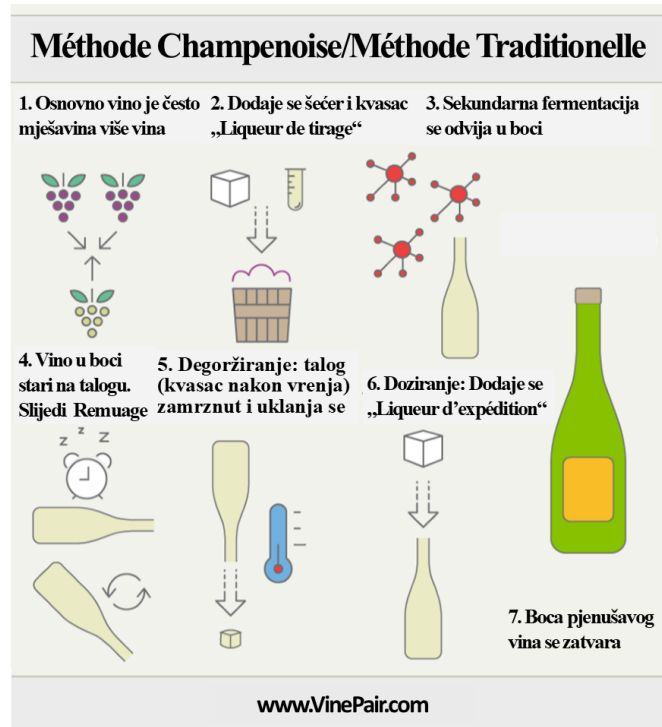 Méthode Champenoise/Méthode Traditionelle
1. Osnovno vino je često
mješavina više vina
2. Dodaje se šećer i kvasac
„Liqueur de tirage“
3. Sekundarna fermentacija
se odvija u boci
4. Vino u boci
stari na talogu.
Slijedi Remuage
z z z
5. Degoržiranje: talog
(kvasac nakon vrenja)
zamrznut i uklanja se
6. Doziranje: Dodaje se
„Liqueur d’expédition“
7. Boca pjenušavog
vina se zatvara
www.VinePair.com